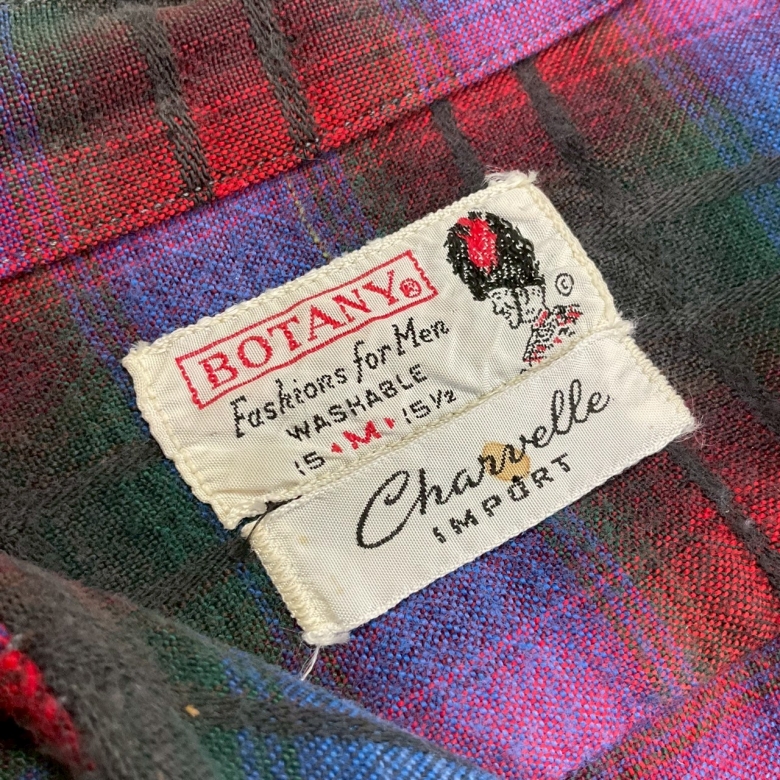 BOTANY®
Fashions for Men
WASHABLE
15 M 15½
©
Charvelle
IMPORT